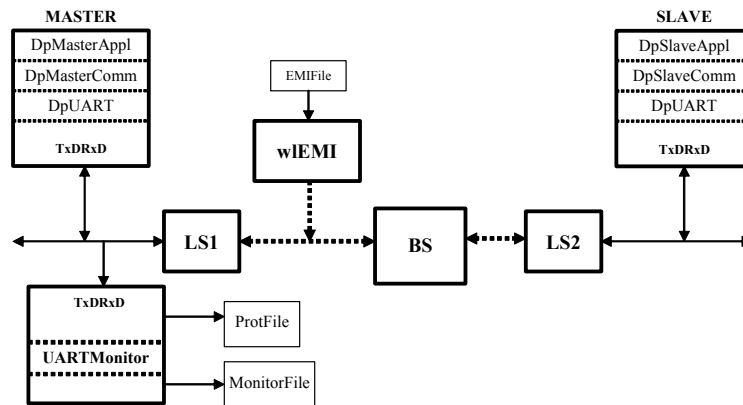 MASTER
DpMasterAppl
DpMasterComm
DpUART
TxDRxD
SLAVE
DpSlaveAppl
DpSlaveComm
DpUART
TxDRxD
EMIFile
wlEMI
LS1
BS
LS2
TxDRxD
UARTMonitor
ProtFile
MonitorFile